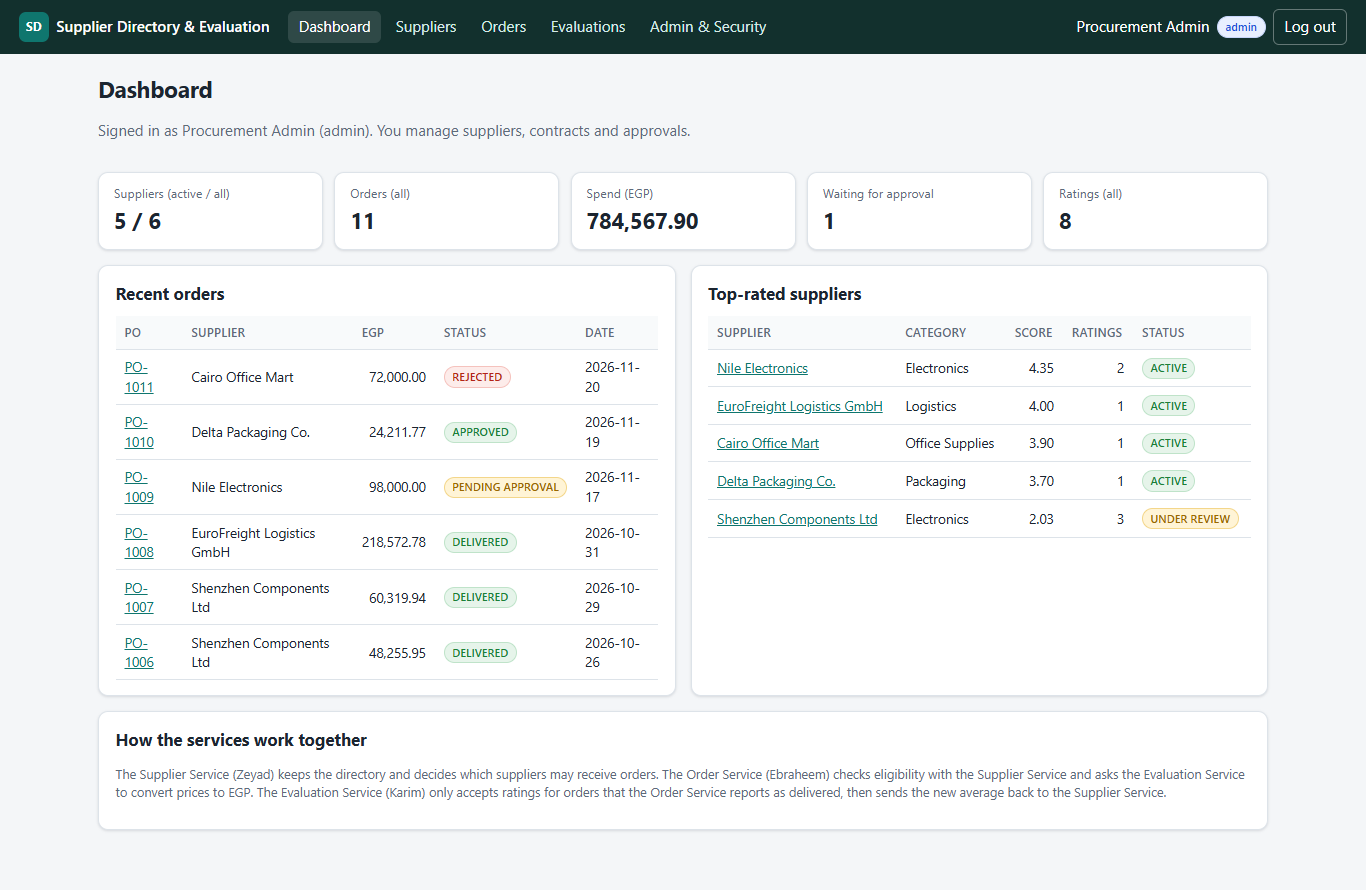 SD Supplier Directory & Evaluation Dashboard Suppliers Orders Evaluations Admin & Security Procurement Admin admin Log out
Dashboard
Signed in as Procurement Admin (admin). You manage suppliers, contracts and approvals.
Suppliers (active / all)
5 / 6
Orders (all)
11
Spend (EGP)
784,567.90
Waiting for approval
1
Ratings (all)
8
Recent orders
PO SUPPLIER EGP STATUS DATE
PO-1011 Cairo Office Mart 72,000.00 REJECTED 2026-11-20
PO-1010 Delta Packaging Co. 24,211.77 APPROVED 2026-11-19
PO-1009 Nile Electronics 98,000.00 PENDING APPROVAL 2026-11-17
PO-1008 EuroFreight Logistics GmbH 218,572.78 DELIVERED 2026-10-31
PO-1007 Shenzhen Components Ltd 60,319.94 DELIVERED 2026-10-29
PO-1006 Shenzhen Components Ltd 48,255.95 DELIVERED 2026-10-26
Top-rated suppliers
SUPPLIER CATEGORY SCORE RATINGS STATUS
Nile Electronics Electronics 4.35 2 ACTIVE
EuroFreight Logistics GmbH Logistics 4.00 1 ACTIVE
Cairo Office Mart Office Supplies 3.90 1 ACTIVE
Delta Packaging Co. Packaging 3.70 1 ACTIVE
Shenzhen Components Ltd Electronics 2.03 3 UNDER REVIEW
How the services work together
The Supplier Service (Zeyad) keeps the directory and decides which suppliers may receive orders. The Order Service (Ebraheem) checks eligibility with the Supplier Service and asks the Evaluation Service
to convert prices to EGP. The Evaluation Service (Karim) only accepts ratings for orders that the Order Service reports as delivered, then sends the new average back to the Supplier Service.